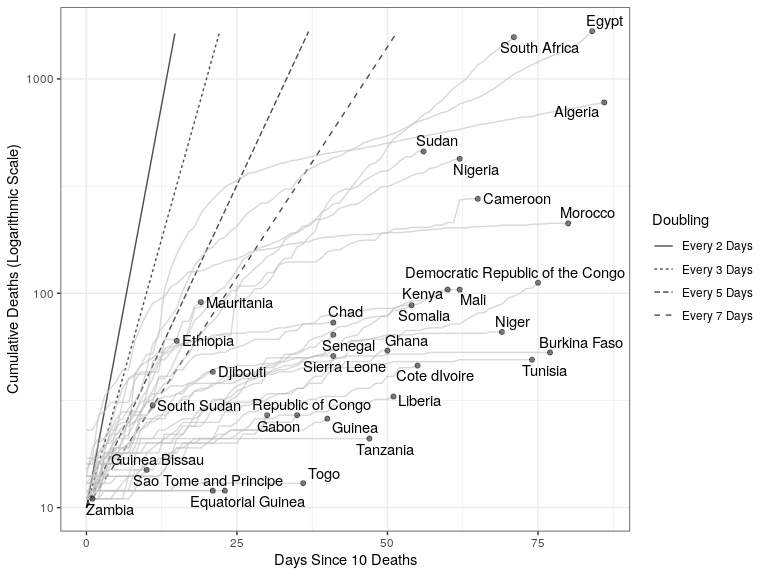 Egypt
South Africa
1000
Algeria
Sudan
Nigeria
Cameroon
Morocco
Democratic Republic of the Congo
100
Kenya
Mali
Mauritania
Somalia
Chad
Niger
Ethiopia
Senegal
Ghana
Burkina Faso
Sierra Leone
Djibouti
Cote dIvoire
Tunisia
South Sudan
Republic of Congo
Liberia
Gabon
Guinea
Tanzania
Guinea Bissau
Togo
Sao Tome and Principe
Equatorial Guinea
10
Zambia
0
25
50
75
Days Since 10 Deaths
Cumulative Deaths (Logarithmic Scale)
Doubling
Every 2 Days
Every 3 Days
Every 5 Days
Every 7 Days